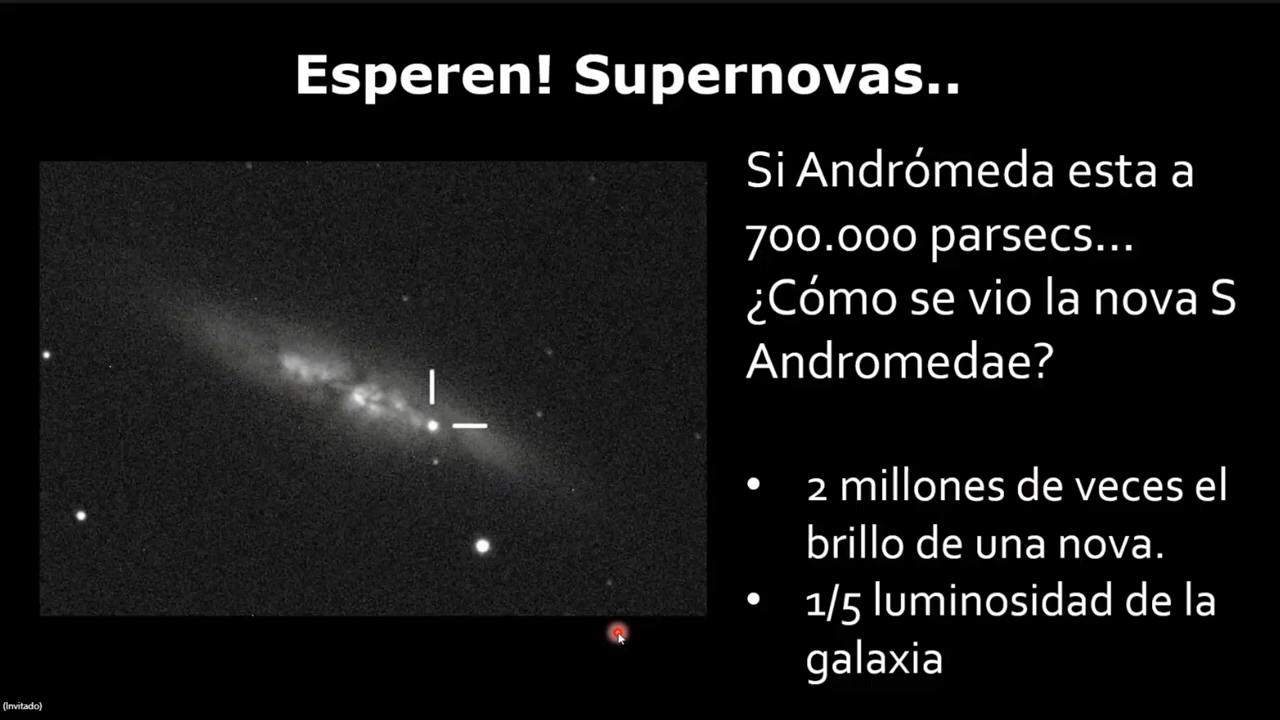 Esperen! Supernovas..
Si Andrómeda esta a
700.000 parsecs...
¿Cómo se vio la nova S
Andromedae?
• 2 millones de veces el
brillo de una nova.
• 1/5 luminosidad de la
galaxia
(Invitado)